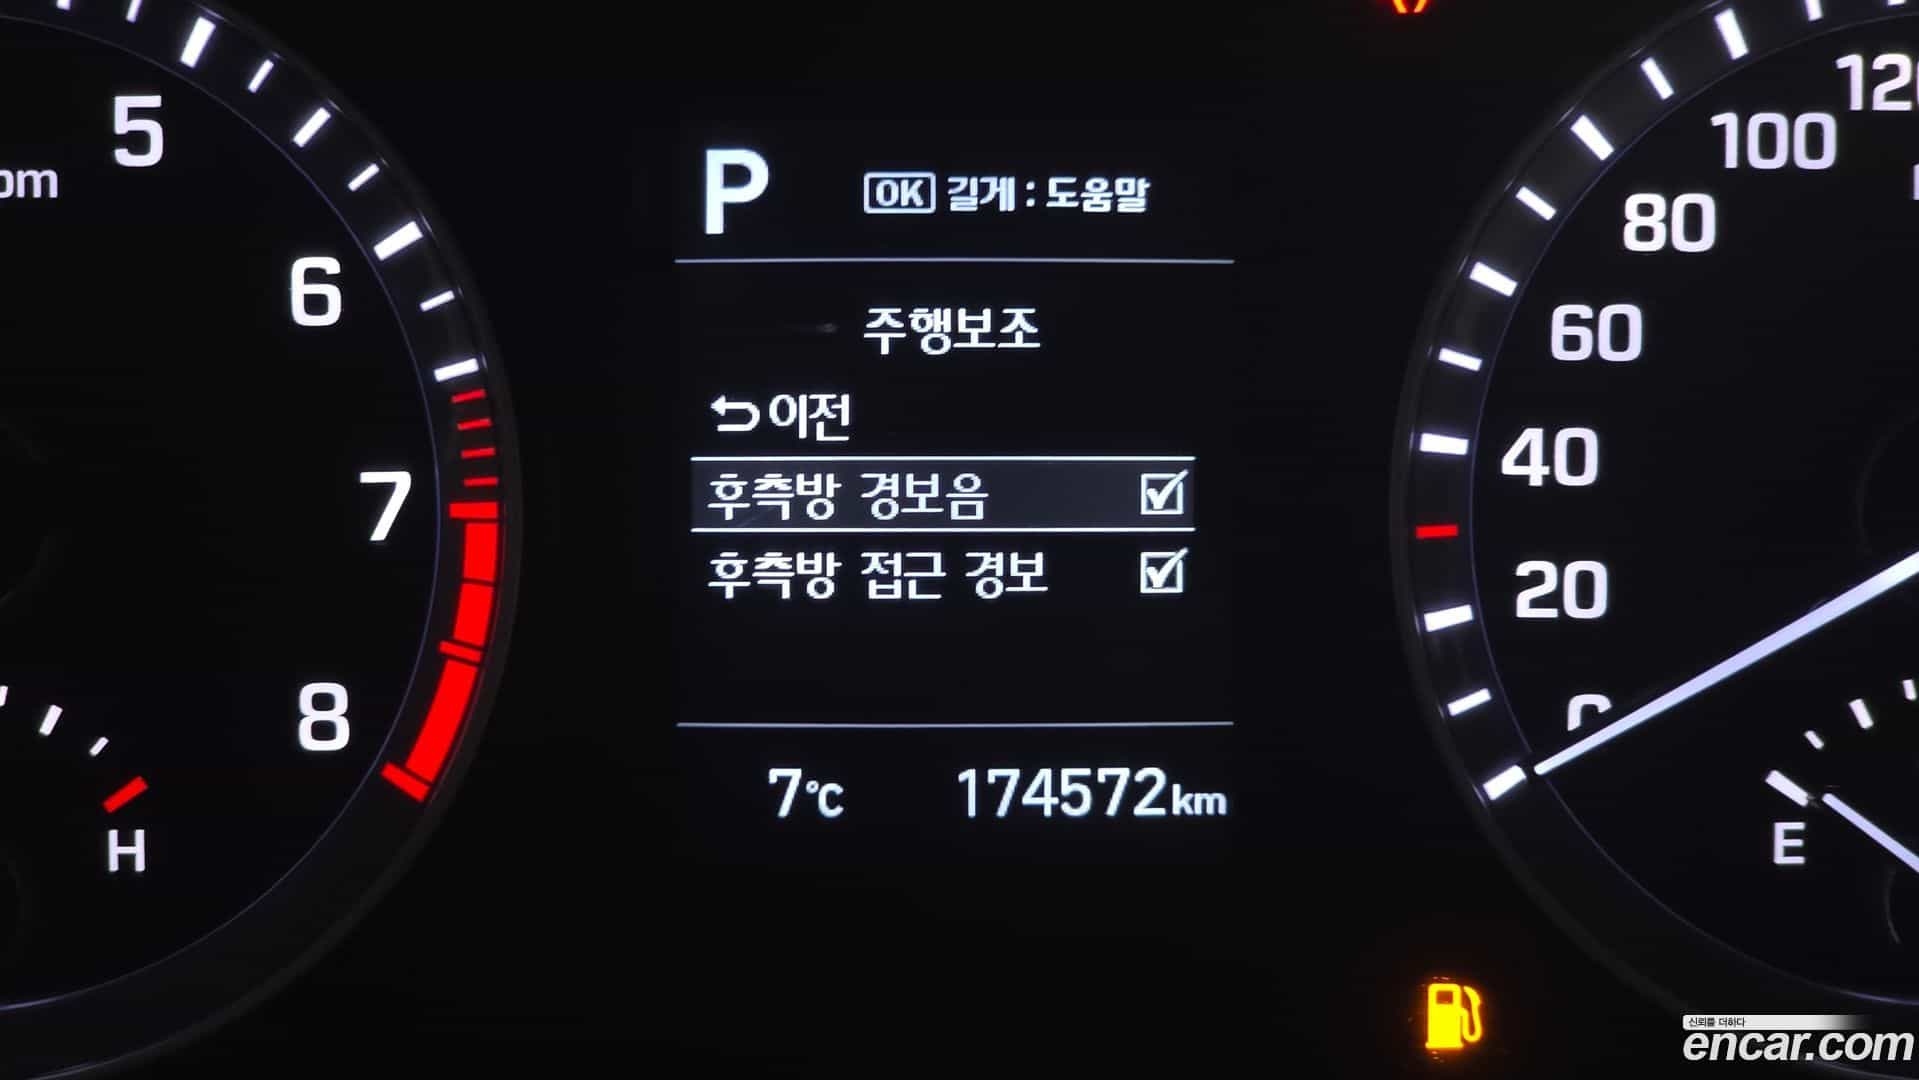 5
6
7
8
H
P
OK 길게 : 도움말
주행보조
이전
후측방 경보음
후측방 접근 경보
7°C 174572km
100
80
60
40
20
E
신뢰를 더하다
encar.com